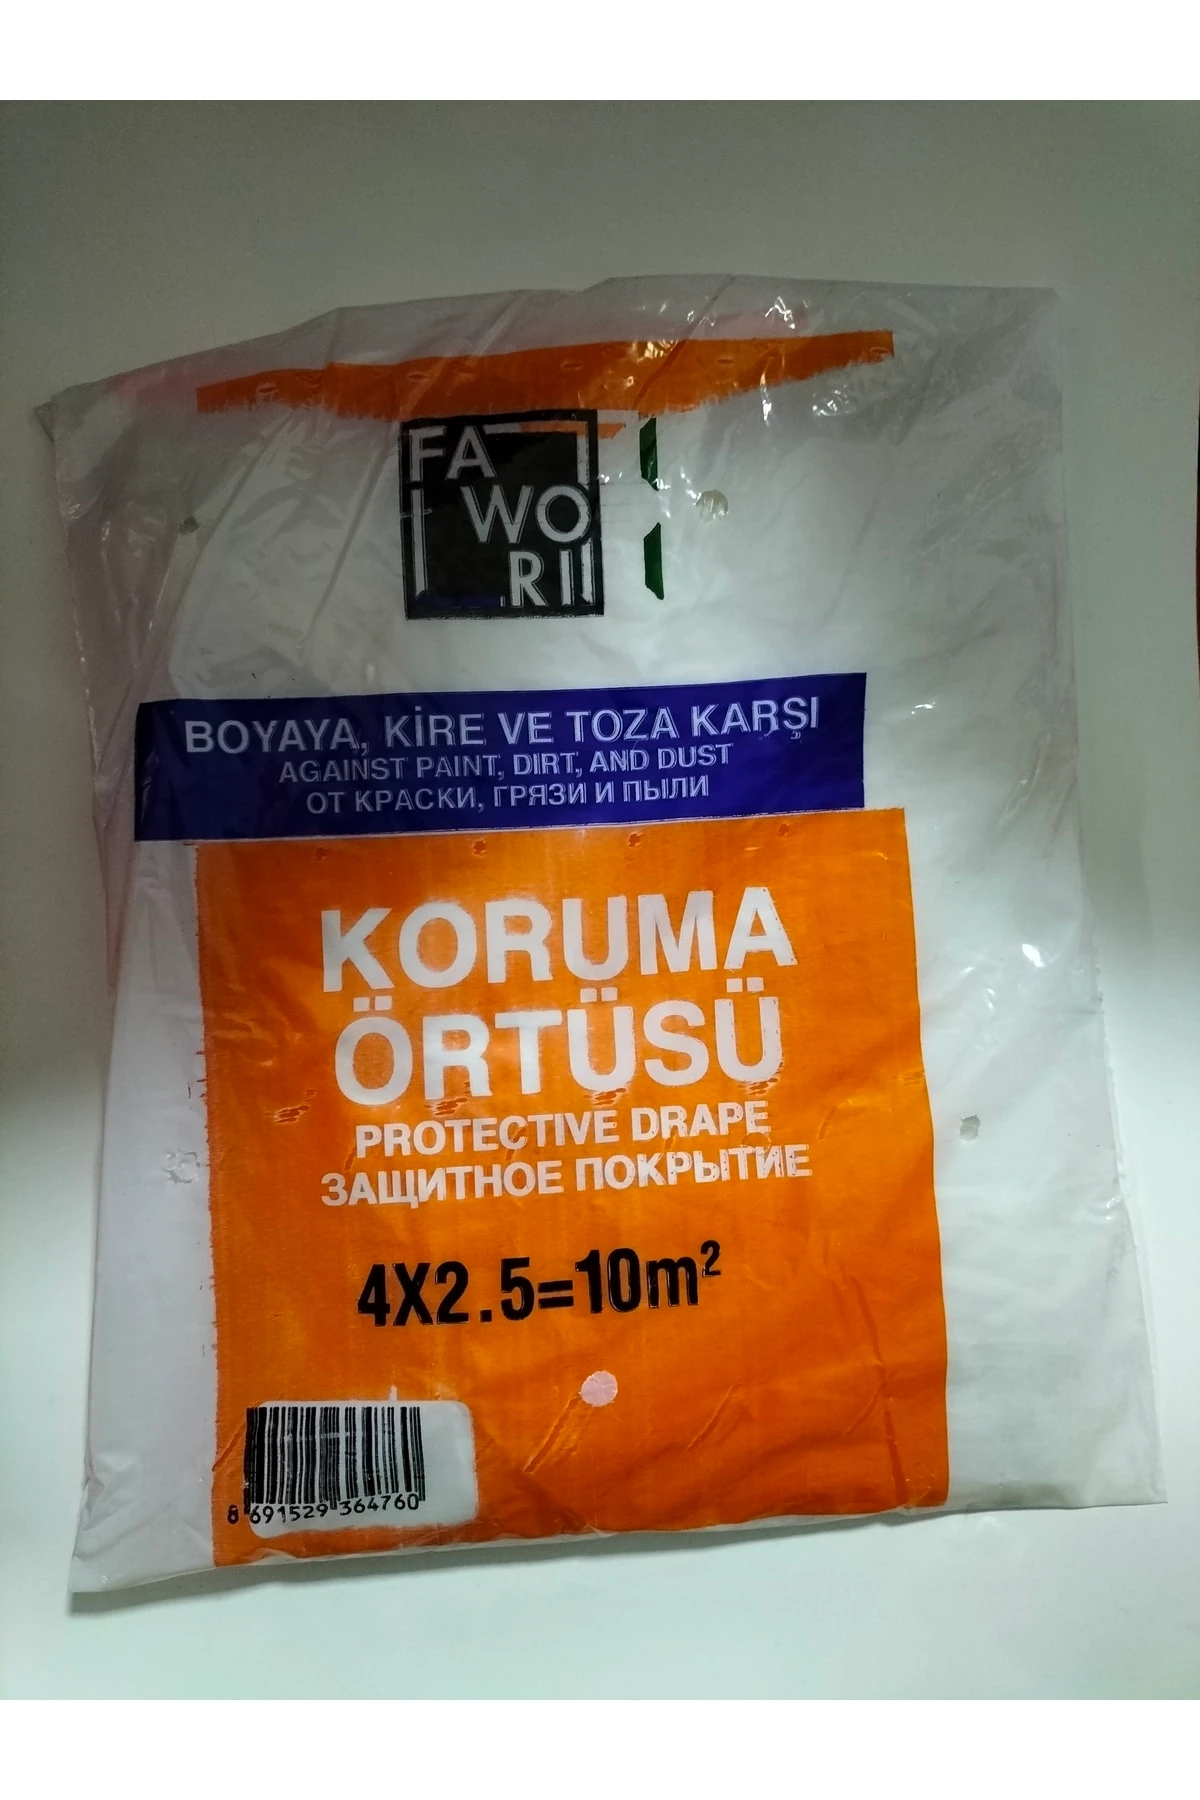 FA
WO
RI
BOYAYA, KİRE VE TOZA KARŞI
AGAINST PAINT, DIRT, AND DUST
ОТ КРАСКИ, ГРЯЗИ И ПЫЛИ
KORUMA
ÖRTÜSÜ
PROTECTIVE DRAPE
ЗАЩИТНОЕ ПОКРЫТИЕ
4X2.5=10m²
8 691529 364760